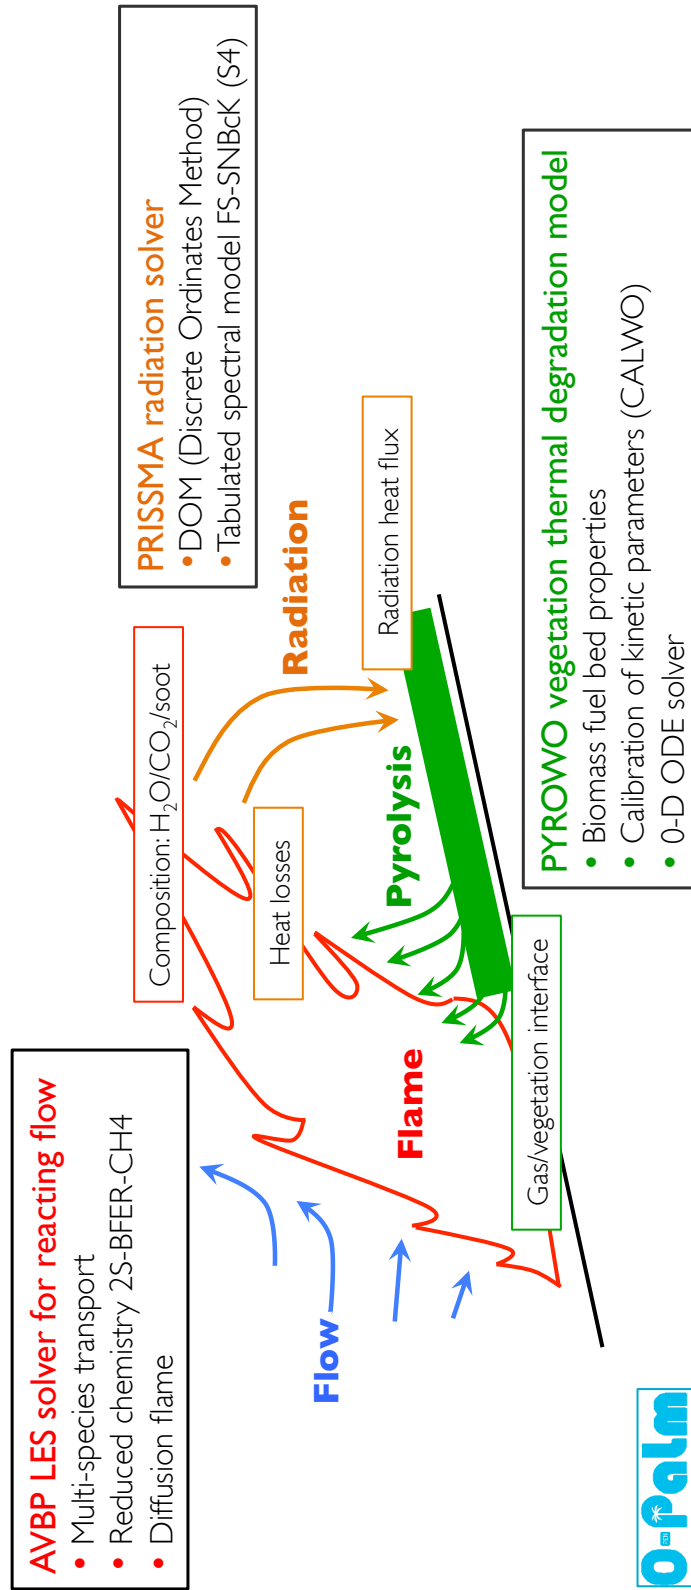 AVBP LES solver for reacting flow
• Multi-species transport
• Reduced chemistry 2S-BFER-CH4
• Diffusion flame
PRISSMA radiation solver
• DOM (Discrete Ordinates Method)
• Tabulated spectral model FS-SNBcK (S4)
Composition: H₂O/CO₂/soot
Heat losses
Radiation
Radiation heat flux
Flow
Flame
Pyrolysis
Gas/vegetation interface
PYROWO vegetation thermal degradation model
• Biomass fuel bed properties
• Calibration of kinetic parameters (CALWO)
• 0-D ODE solver
O-Palm